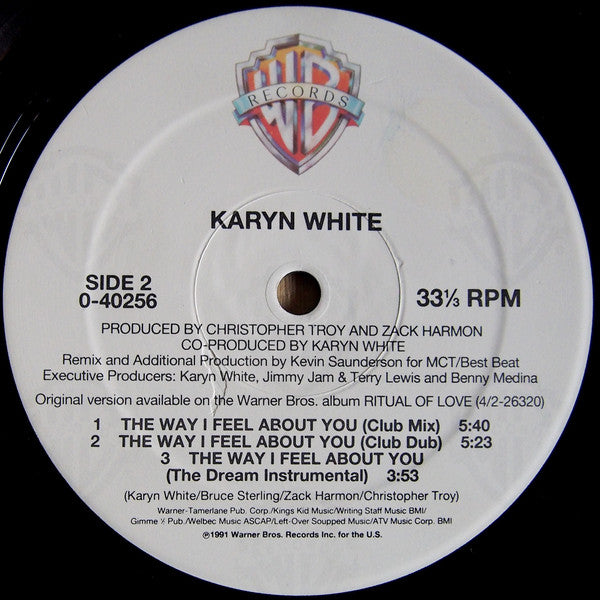 WB
RECORDS
KARYN WHITE
SIDE 2
0-40256
33⅓ RPM
PRODUCED BY CHRISTOPHER TROY AND ZACK HARMON
CO-PRODUCED BY KARYN WHITE
Remix and Additional Production by Kevin Saunderson for MCT/Best Beat
Executive Producers: Karyn White, Jimmy Jam & Terry Lewis and Benny Medina
Original version available on the Warner Bros. album RITUAL OF LOVE (4/2-26320)
1 THE WAY I FEEL ABOUT YOU (Club Mix) 5:40
2 THE WAY I FEEL ABOUT YOU (Club Dub) 5:23
3 THE WAY I FEEL ABOUT YOU
(The Dream Instrumental) 3:53
(Karyn White/Bruce Sterling/Zack Harmon/Christopher Troy)
Warner-Tamerlane Pub. Corp./Kings Kid Music/Writing Staff Music BMI/
Gimme ½ Pub./Welbec Music ASCAP/Left-Over Soupped Music/ATV Music Corp. BMI
℗1991 Warner Bros. Records Inc. for the U.S.